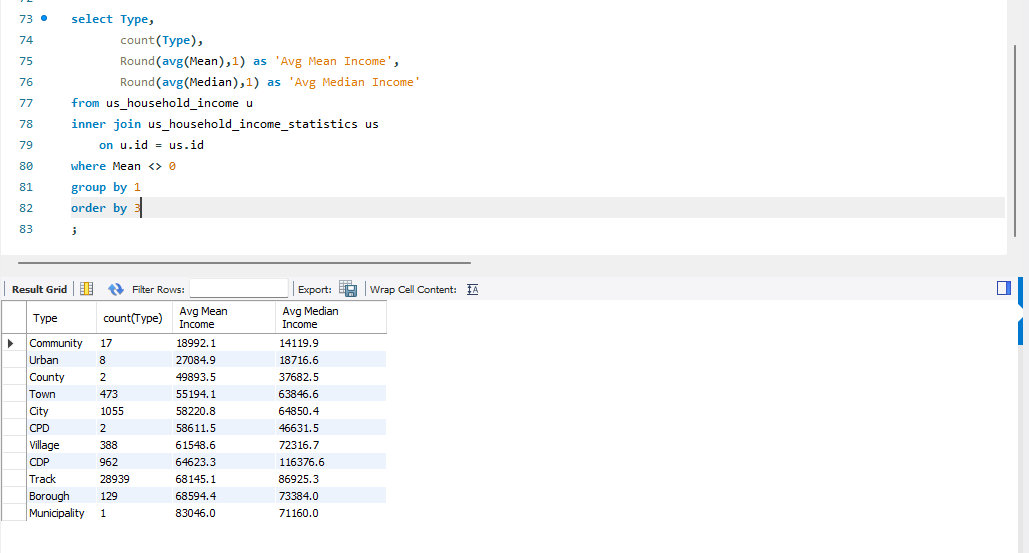 73 select Type,
74 count(Type),
75 Round(avg(Mean),1) as 'Avg Mean Income',
76 Round(avg(Median),1) as 'Avg Median Income'
77 from us_household_income u
78 inner join us_household_income_statistics us
79 on u.id = us.id
80 where Mean <> 0
81 group by 1
82 order by 3
83 ;
Result Grid Filter Rows: Export: Wrap Cell Content:
Type count(Type) Avg Mean Income Avg Median Income
Community 17 18992.1 14119.9
Urban 8 27084.9 18716.6
County 2 49893.5 37682.5
Town 473 55194.1 63846.6
City 1055 58220.8 64850.4
CPD 2 58611.5 46631.5
Village 388 61548.6 72316.7
CDP 962 64623.3 116376.6
Track 28939 68145.1 86925.3
Borough 129 68594.4 73384.0
Municipality 1 83046.0 71160.0